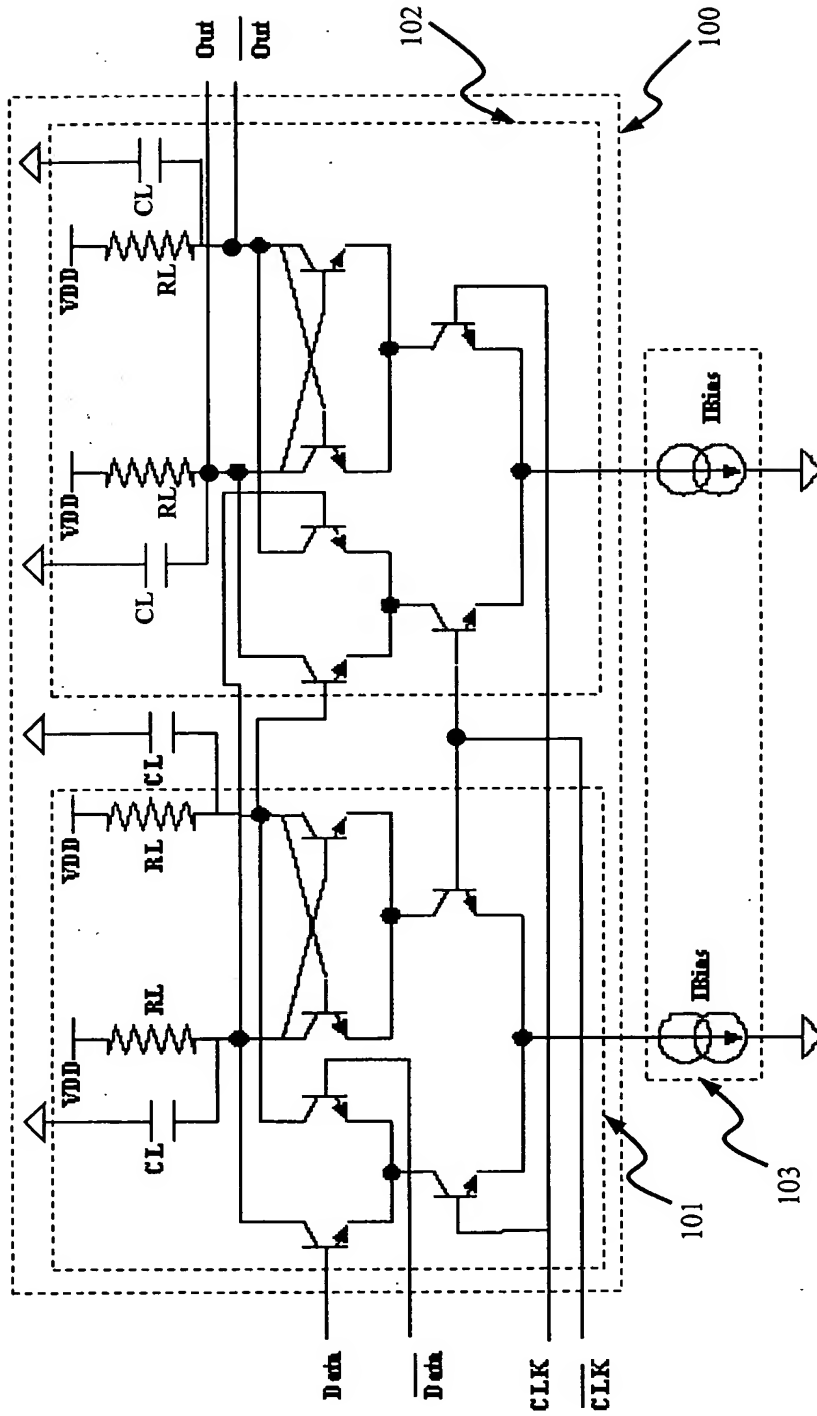 Out
Out
102
100
CL
VDD
RL
VDD
RL
CL
CL
VDD
RL
VDD
RL
CL
IBias
IBias
103
101
Data
Data
CLK
CLK